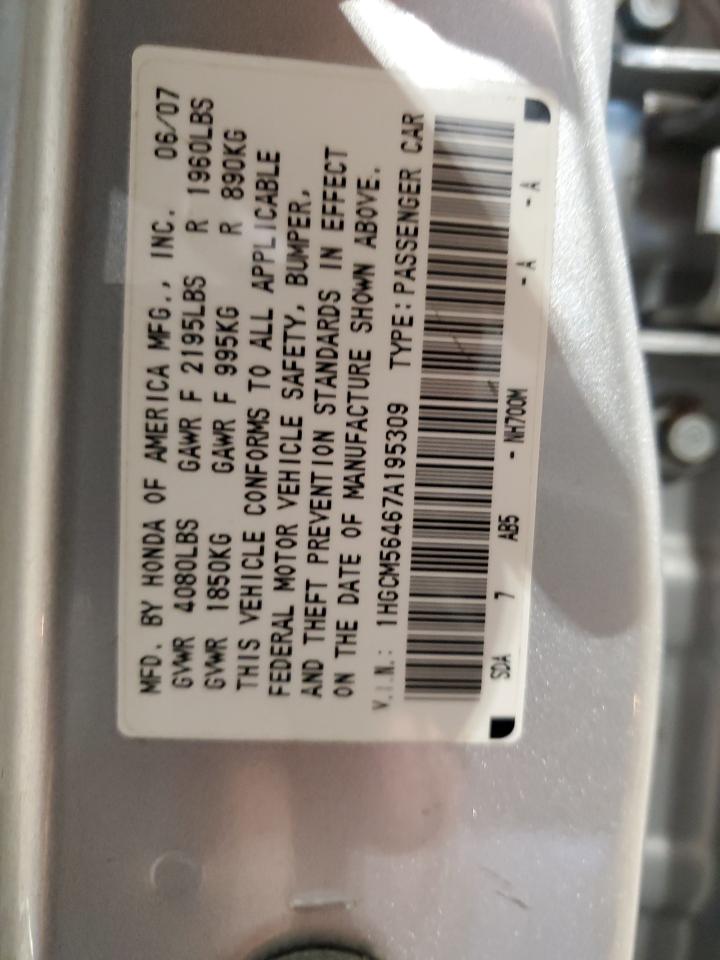 MFD. BY HONDA OF AMERICA MFG., INC. 06/07
GVWR 4080LBS GAWR F 2195LBS R 1960LBS
GVWR 1850KG GAWR F 995KG R 890KG
THIS VEHICLE CONFORMS TO ALL APPLICABLE
FEDERAL MOTOR VEHICLE SAFETY, BUMPER,
AND THEFT PREVENTION STANDARDS IN EFFECT
ON THE DATE OF MANUFACTURE SHOWN ABOVE.
V.I.N.: 1HGCM56467A195309 TYPE:PASSENGER CAR
SDA 7 AB5 - NH700M - A - A